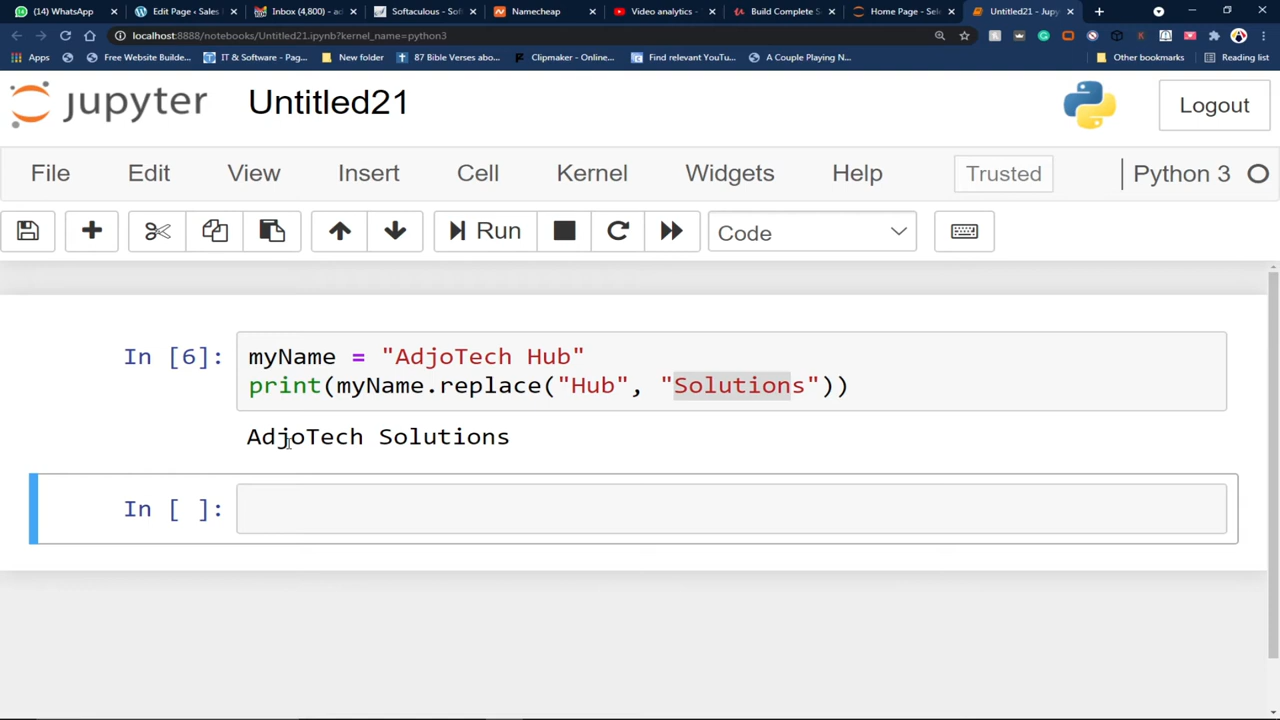 (14) WhatsApp
Edit Page ‹ Sales
Inbox (4,800) - ad
Softaculous - Sof
Namecheap
Video analytics -
Build Complete S
Home Page - Sele
Untitled21 - Jupy
localhost:8888/notebooks/Untitled21.ipynb?kernel_name=python3
Apps
Free Website Builde...
IT & Software - Pag...
New folder
87 Bible Verses abo...
Clipmaker - Online...
Find relevant YouTu...
A Couple Playing N...
Other bookmarks
Reading list
jupyter
Untitled21
Logout
File
Edit
View
Insert
Cell
Kernel
Widgets
Help
Trusted
Python 3
Run
Code
In [6]:
myName = "AdjoTech Hub"
print(myName.replace("Hub", "Solutions"))
AdjoTech Solutions
In [ ]: